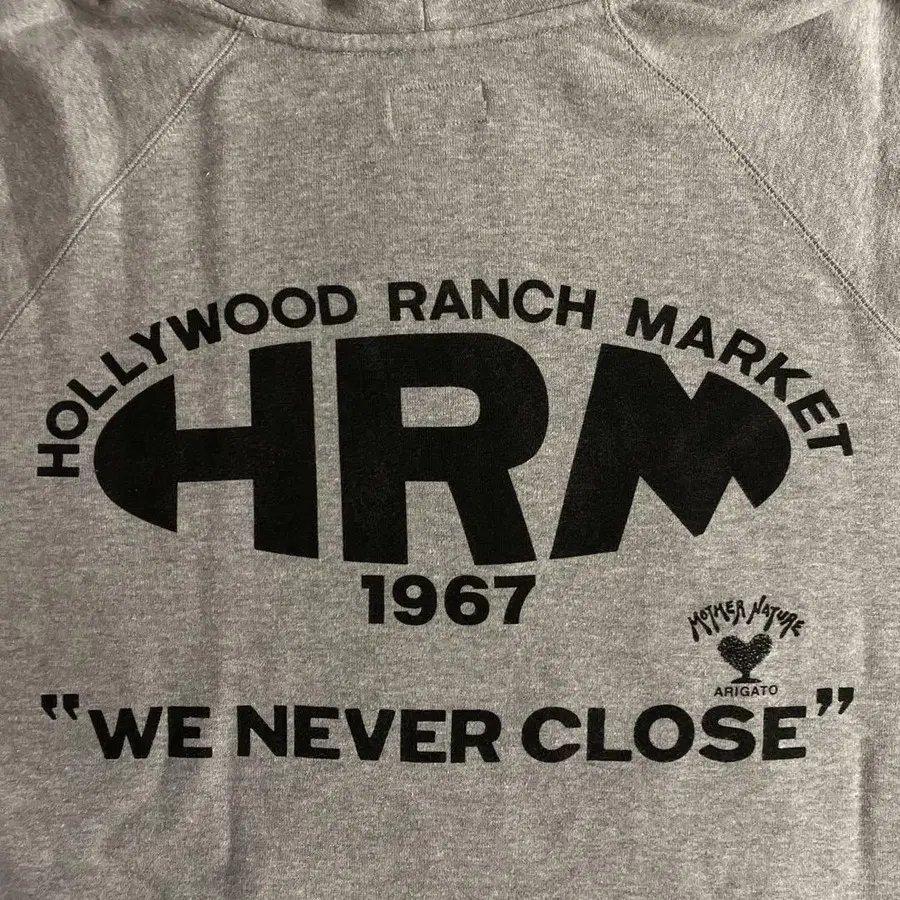 HOLLYWOOD RANCH MARKET
HRM
1967
MOTHER NATURE
ARIGATO
"WE NEVER CLOSE"